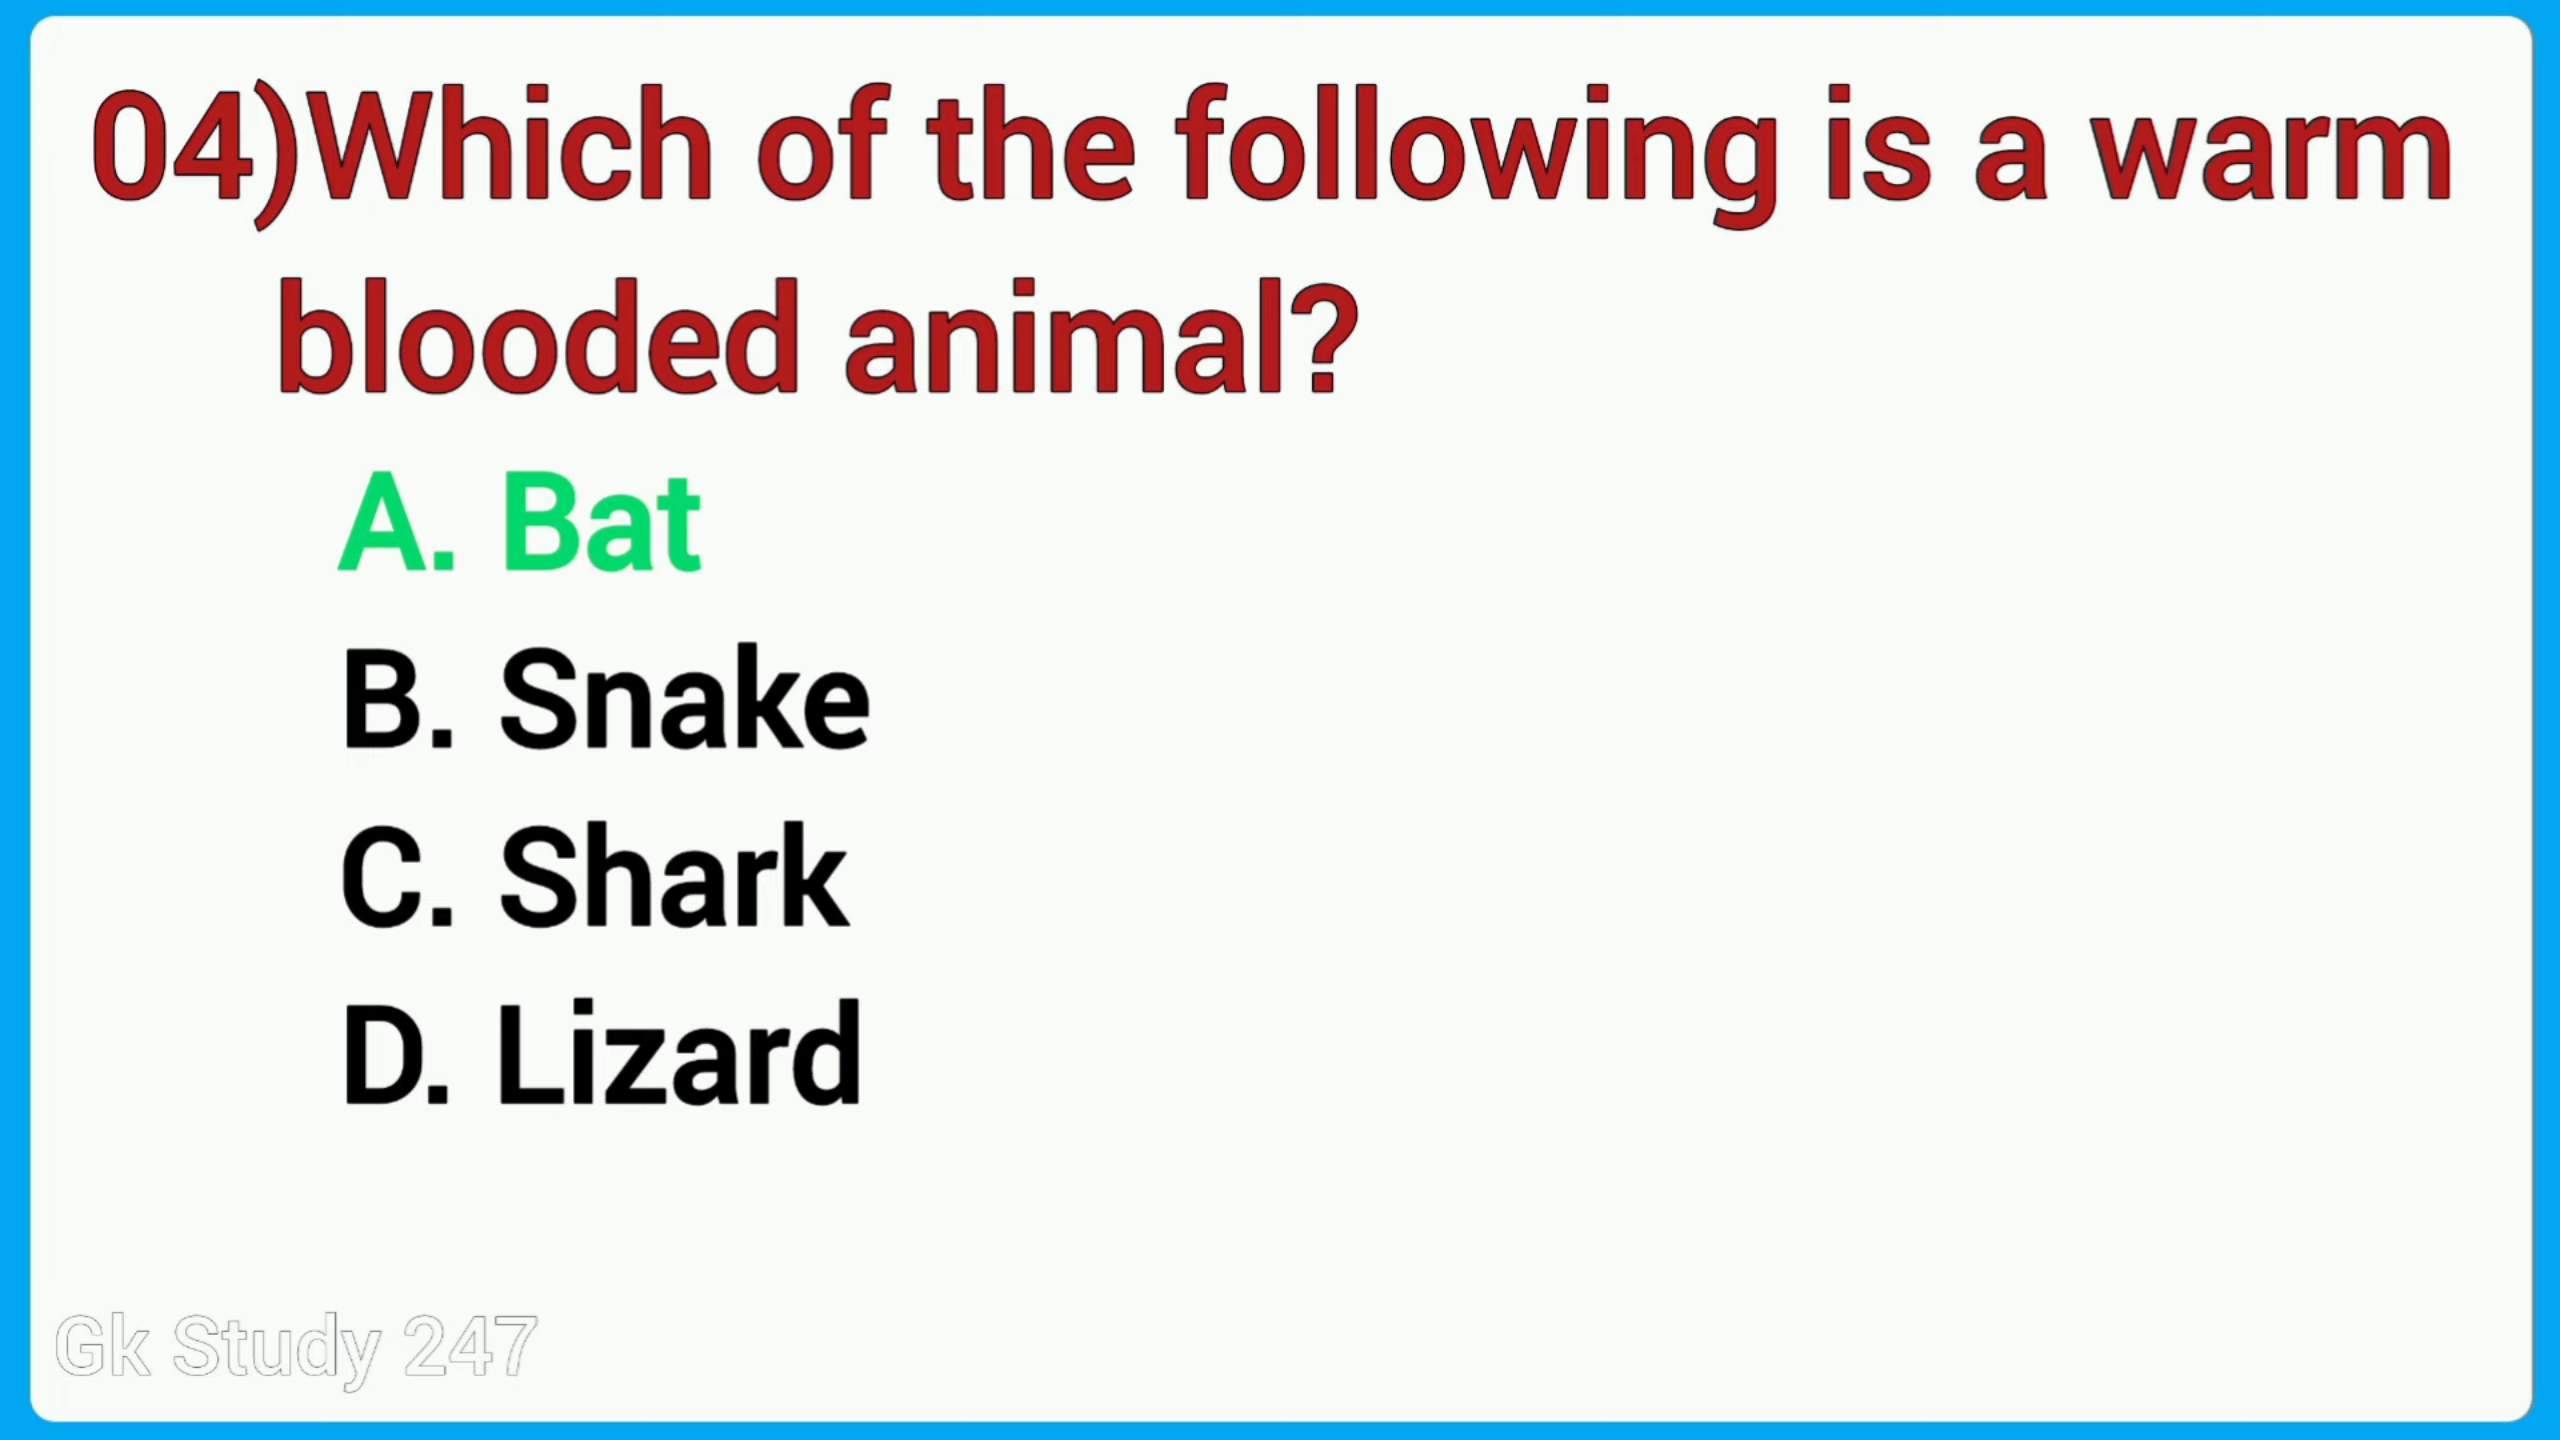 04)Which of the following is a warm
blooded animal?
A. Bat
B. Snake
C. Shark
D. Lizard
Gk Study 247